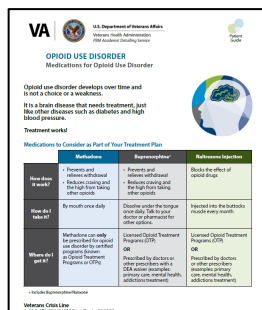 VA
U.S. Department of Veterans Affairs
Veterans Health Administration
PBM Academic Detailing Service
Patient
Guide
OPIOID USE DISORDER
Medications for Opioid Use Disorder
Opioid use disorder develops over time and
is not a choice or a weakness.
It is a brain disease that needs treatment, just
like other diseases such as diabetes and high
blood pressure.
Treatment works!
Medications to Consider as Part of Your Treatment Plan
Methadone
Buprenorphine+
Naltrexone Injection
How does
it work?
• Prevents and
relieves withdrawal
• Reduces craving and
the high from taking
other opioids
• Prevents and
relieves withdrawal
• Reduces craving and
the high from taking
other opioids
Blocks the effect of
opioid drugs
How do I
take it?
By mouth once daily
Dissolve under the tongue
once daily. Talk to your
doctor or pharmacist for
other options.
Injected into the buttocks
muscle every month
Where do I
get it?
Methadone can only
be prescribed for opioid
use disorder by certified
programs (known
as Opioid Treatment
Programs or OTPs)
Licensed Opioid Treatment
Programs (OTP)
OR
Prescribed by doctors or
other prescribers with a
DEA waiver (examples:
primary care, mental health,
addictions treatment)
Licensed Opioid Treatment
Programs (OTP)
OR
Prescribed by doctors
or other prescribers
(examples: primary
care, mental health,
addictions treatment)
+ Includes Buprenorphine/Naloxone
Veterans Crisis Line